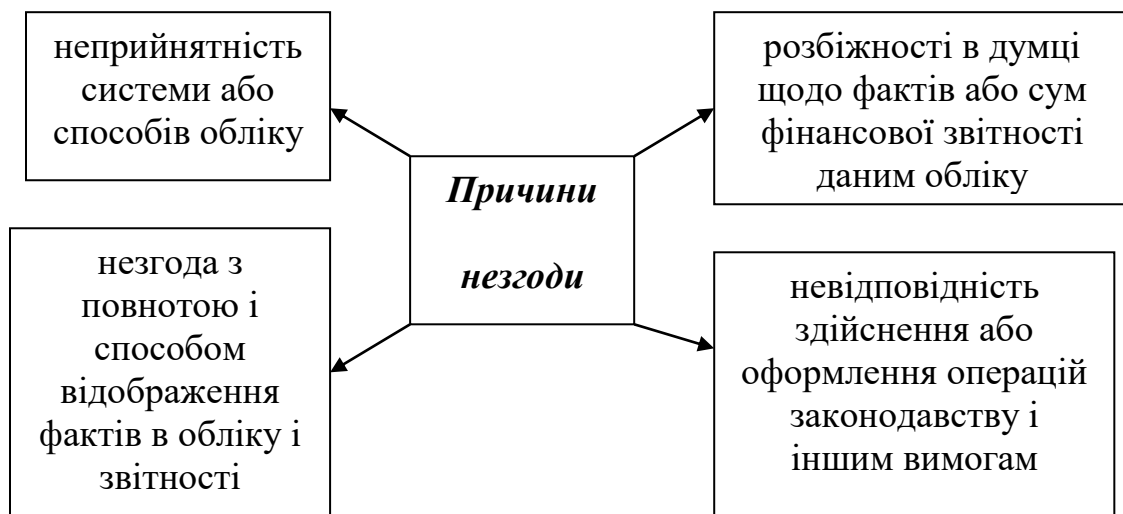 неприйнятність
системи або
способів обліку
розбіжності в думці
щодо фактів або сум
фінансової звітності
даним обліку
Причини
незгоди
незгода з
повнотою і
способом
відображення
фактів в обліку і
звітності
невідповідність
здійснення або
оформлення операцій
законодавству і
іншим вимогам